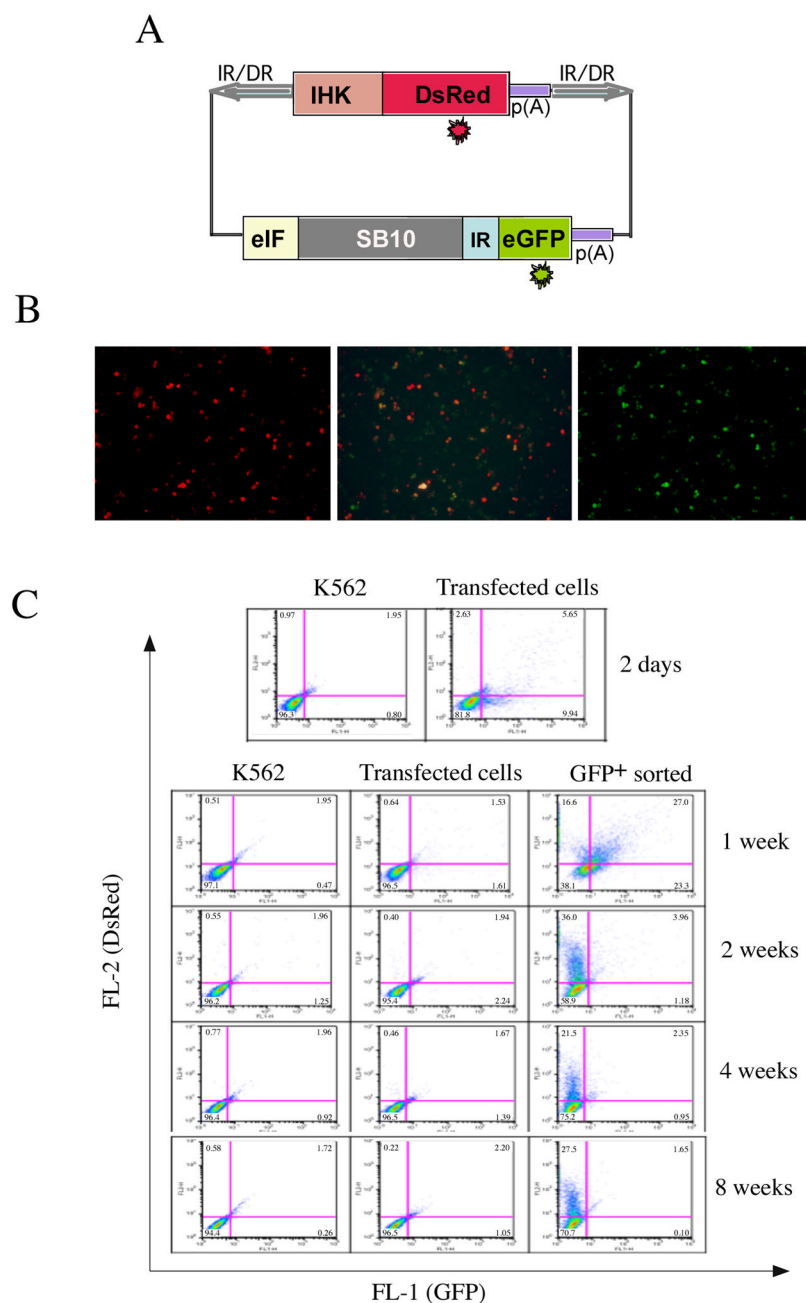 A
IR/DR
IHK
DsRed
p(A)
IR/DR
eIF
SB10
IR
eGFP
p(A)
B
C
K562
Transfected cells
0.97
1.95
96.3
0.80
2.63
5.65
81.8
9.94
2 days
K562
Transfected cells
GFP+ sorted
0.51
1.95
97.1
0.47
0.64
1.53
96.5
1.61
16.6
27.0
38.1
23.3
1 week
0.55
1.96
96.2
1.25
0.40
1.94
95.4
2.24
36.0
3.96
58.9
1.18
2 weeks
0.77
1.96
96.4
0.92
0.46
1.67
96.5
1.39
21.5
2.35
75.2
0.95
4 weeks
0.58
1.72
94.4
0.26
0.22
2.20
96.5
1.05
27.5
1.65
70.7
0.10
8 weeks
FL-2 (DsRed)
FL-1 (GFP)